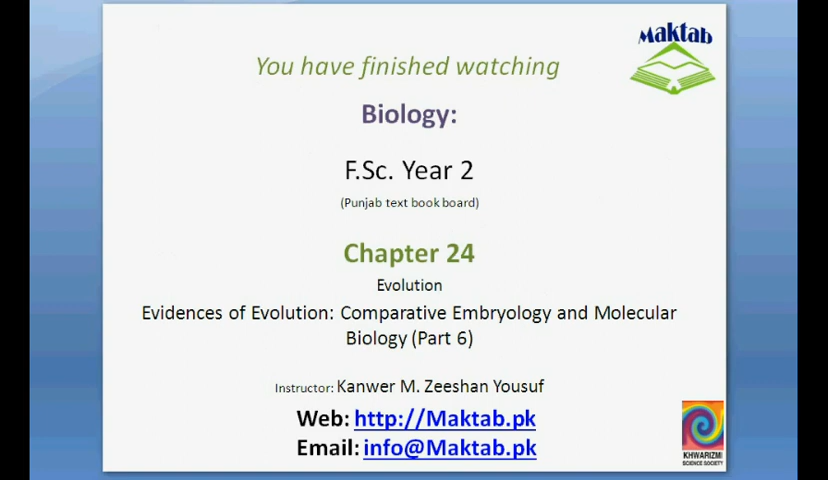 Maktab
You have finished watching
Biology:
F.Sc. Year 2
(Punjab text book board)
Chapter 24
Evolution
Evidences of Evolution: Comparative Embryology and Molecular
Biology (Part 6)
Instructor: Kanwer M. Zeeshan Yousuf
Web: http://Maktab.pk
Email: info@Maktab.pk
KHWARIZMI
SCIENCE SOCIETY